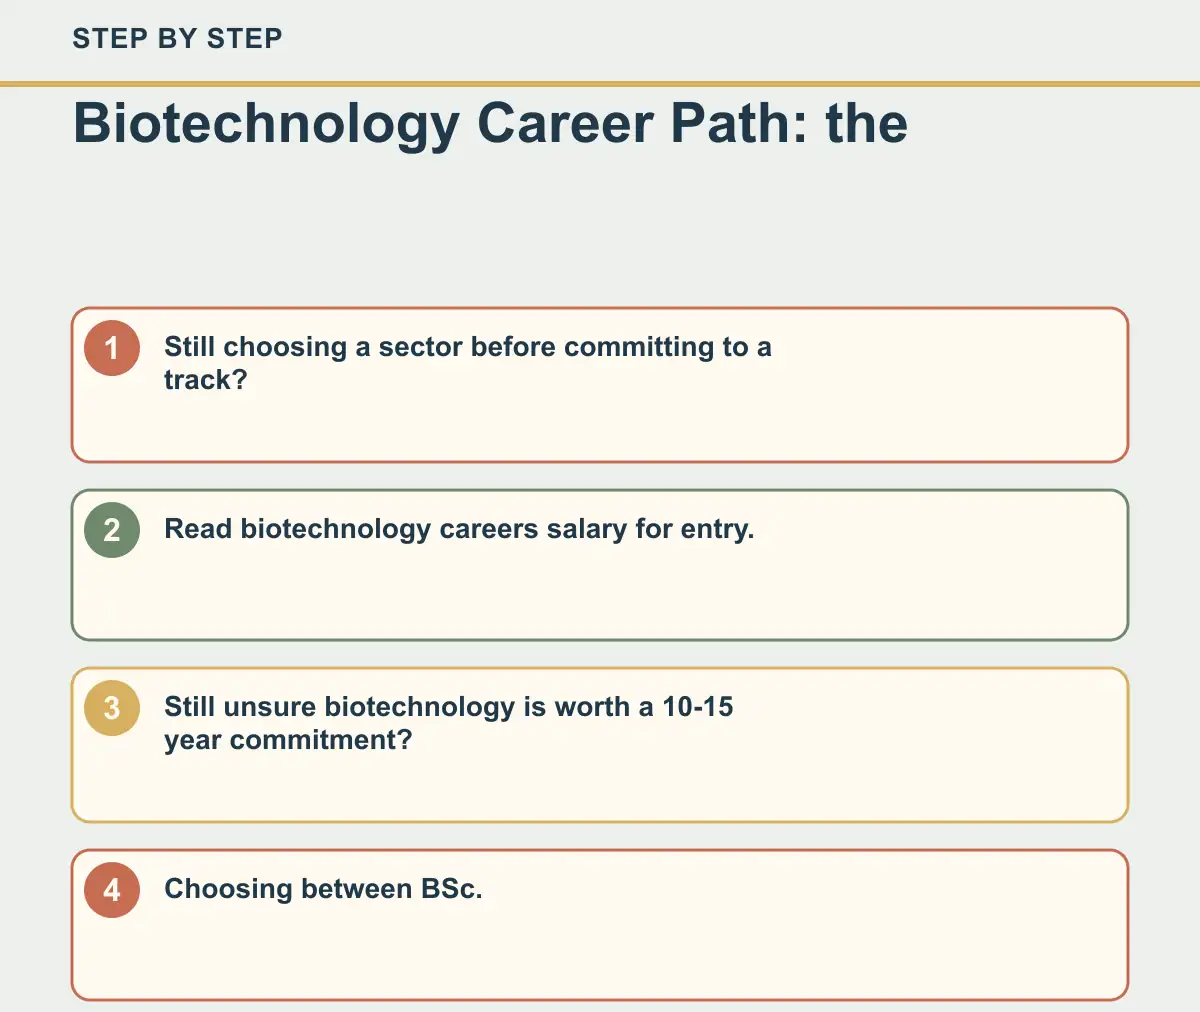 STEP BY STEP
Biotechnology Career Path: the
1
Still choosing a sector before committing to a
track?
2
Read biotechnology careers salary for entry.
3
Still unsure biotechnology is worth a 10-15
year commitment?
4
Choosing between BSc.